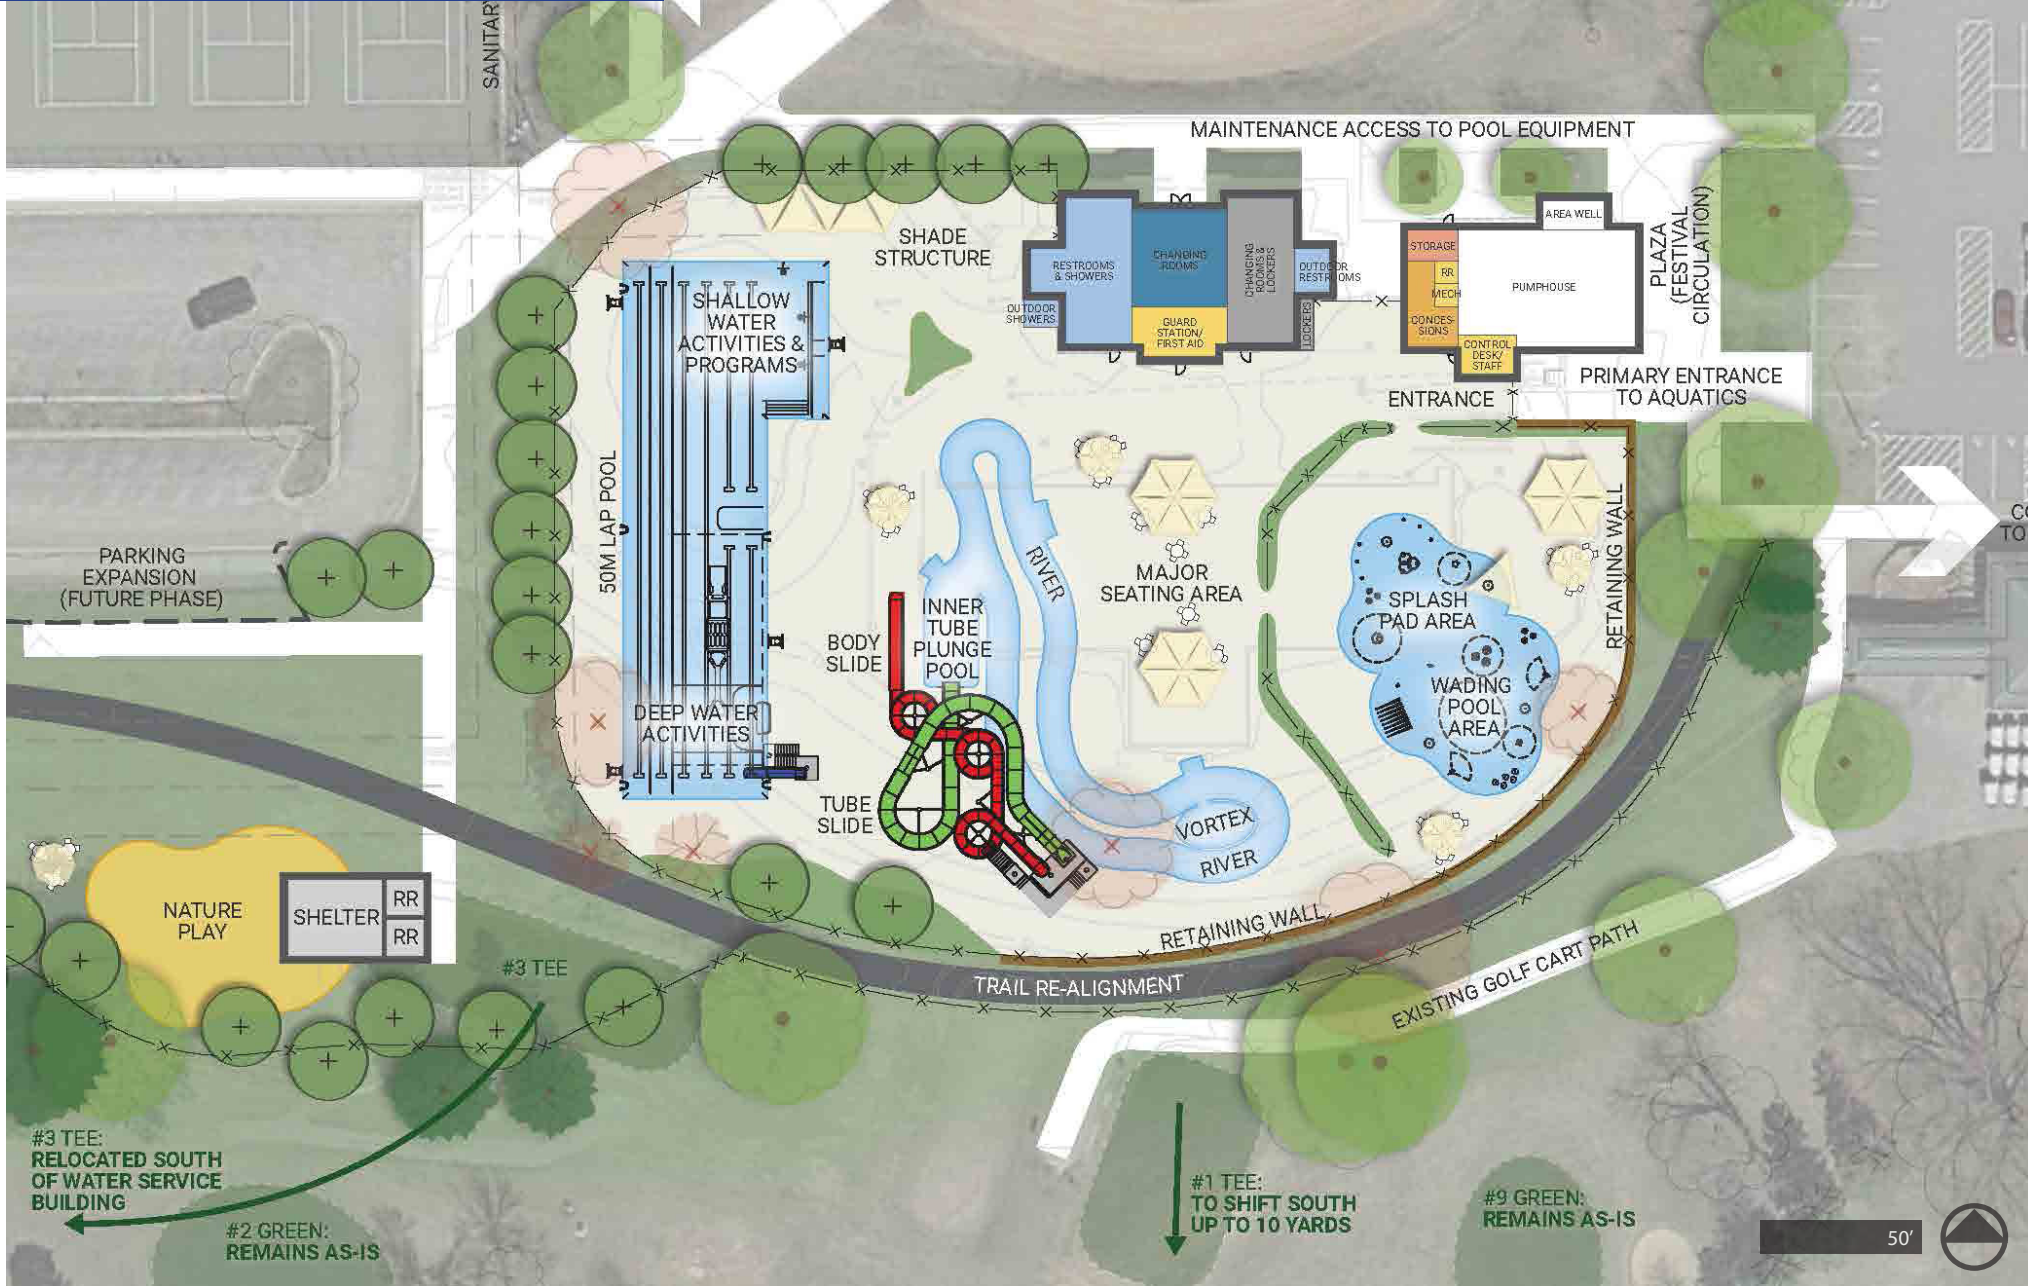 SANITARY
MAINTENANCE ACCESS TO POOL EQUIPMENT
PLAZA
(FESTIVAL
CIRCULATION)
AREA WELL
SHADE
STRUCTURE
RESTROOMS
& SHOWERS
CHANGING
ROOMS
CHANGING
ROOMS &
LOCKERS
OUTDOOR
RESTROOMS
OUTDOOR
SHOWERS
GUARD
STATION/
FIRST AID
LOCKERS
STORAGE
RR
MECH
CONCES-
SIONS
PUMPHOUSE
CONTROL
DESK/
STAFF
SHALLOW
WATER
ACTIVITIES &
PROGRAMS
ENTRANCE
PRIMARY ENTRANCE
TO AQUATICS
50M LAP POOL
PARKING
EXPANSION
(FUTURE PHASE)
RIVER
MAJOR
SEATING AREA
RETAINING WALL
SPLASH
PAD AREA
INNER
TUBE
PLUNGE
POOL
BODY
SLIDE
WADING
POOL
AREA
DEEP WATER
ACTIVITIES
TUBE
SLIDE
VORTEX
RIVER
NATURE
PLAY
SHELTER
RR
RR
RETAINING WALL
#3 TEE
TRAIL RE-ALIGNMENT
EXISTING GOLF CART PATH
#3 TEE:
RELOCATED SOUTH
OF WATER SERVICE
BUILDING
#2 GREEN:
REMAINS AS-IS
#1 TEE:
TO SHIFT SOUTH
UP TO 10 YARDS
#9 GREEN:
REMAINS AS-IS
50'